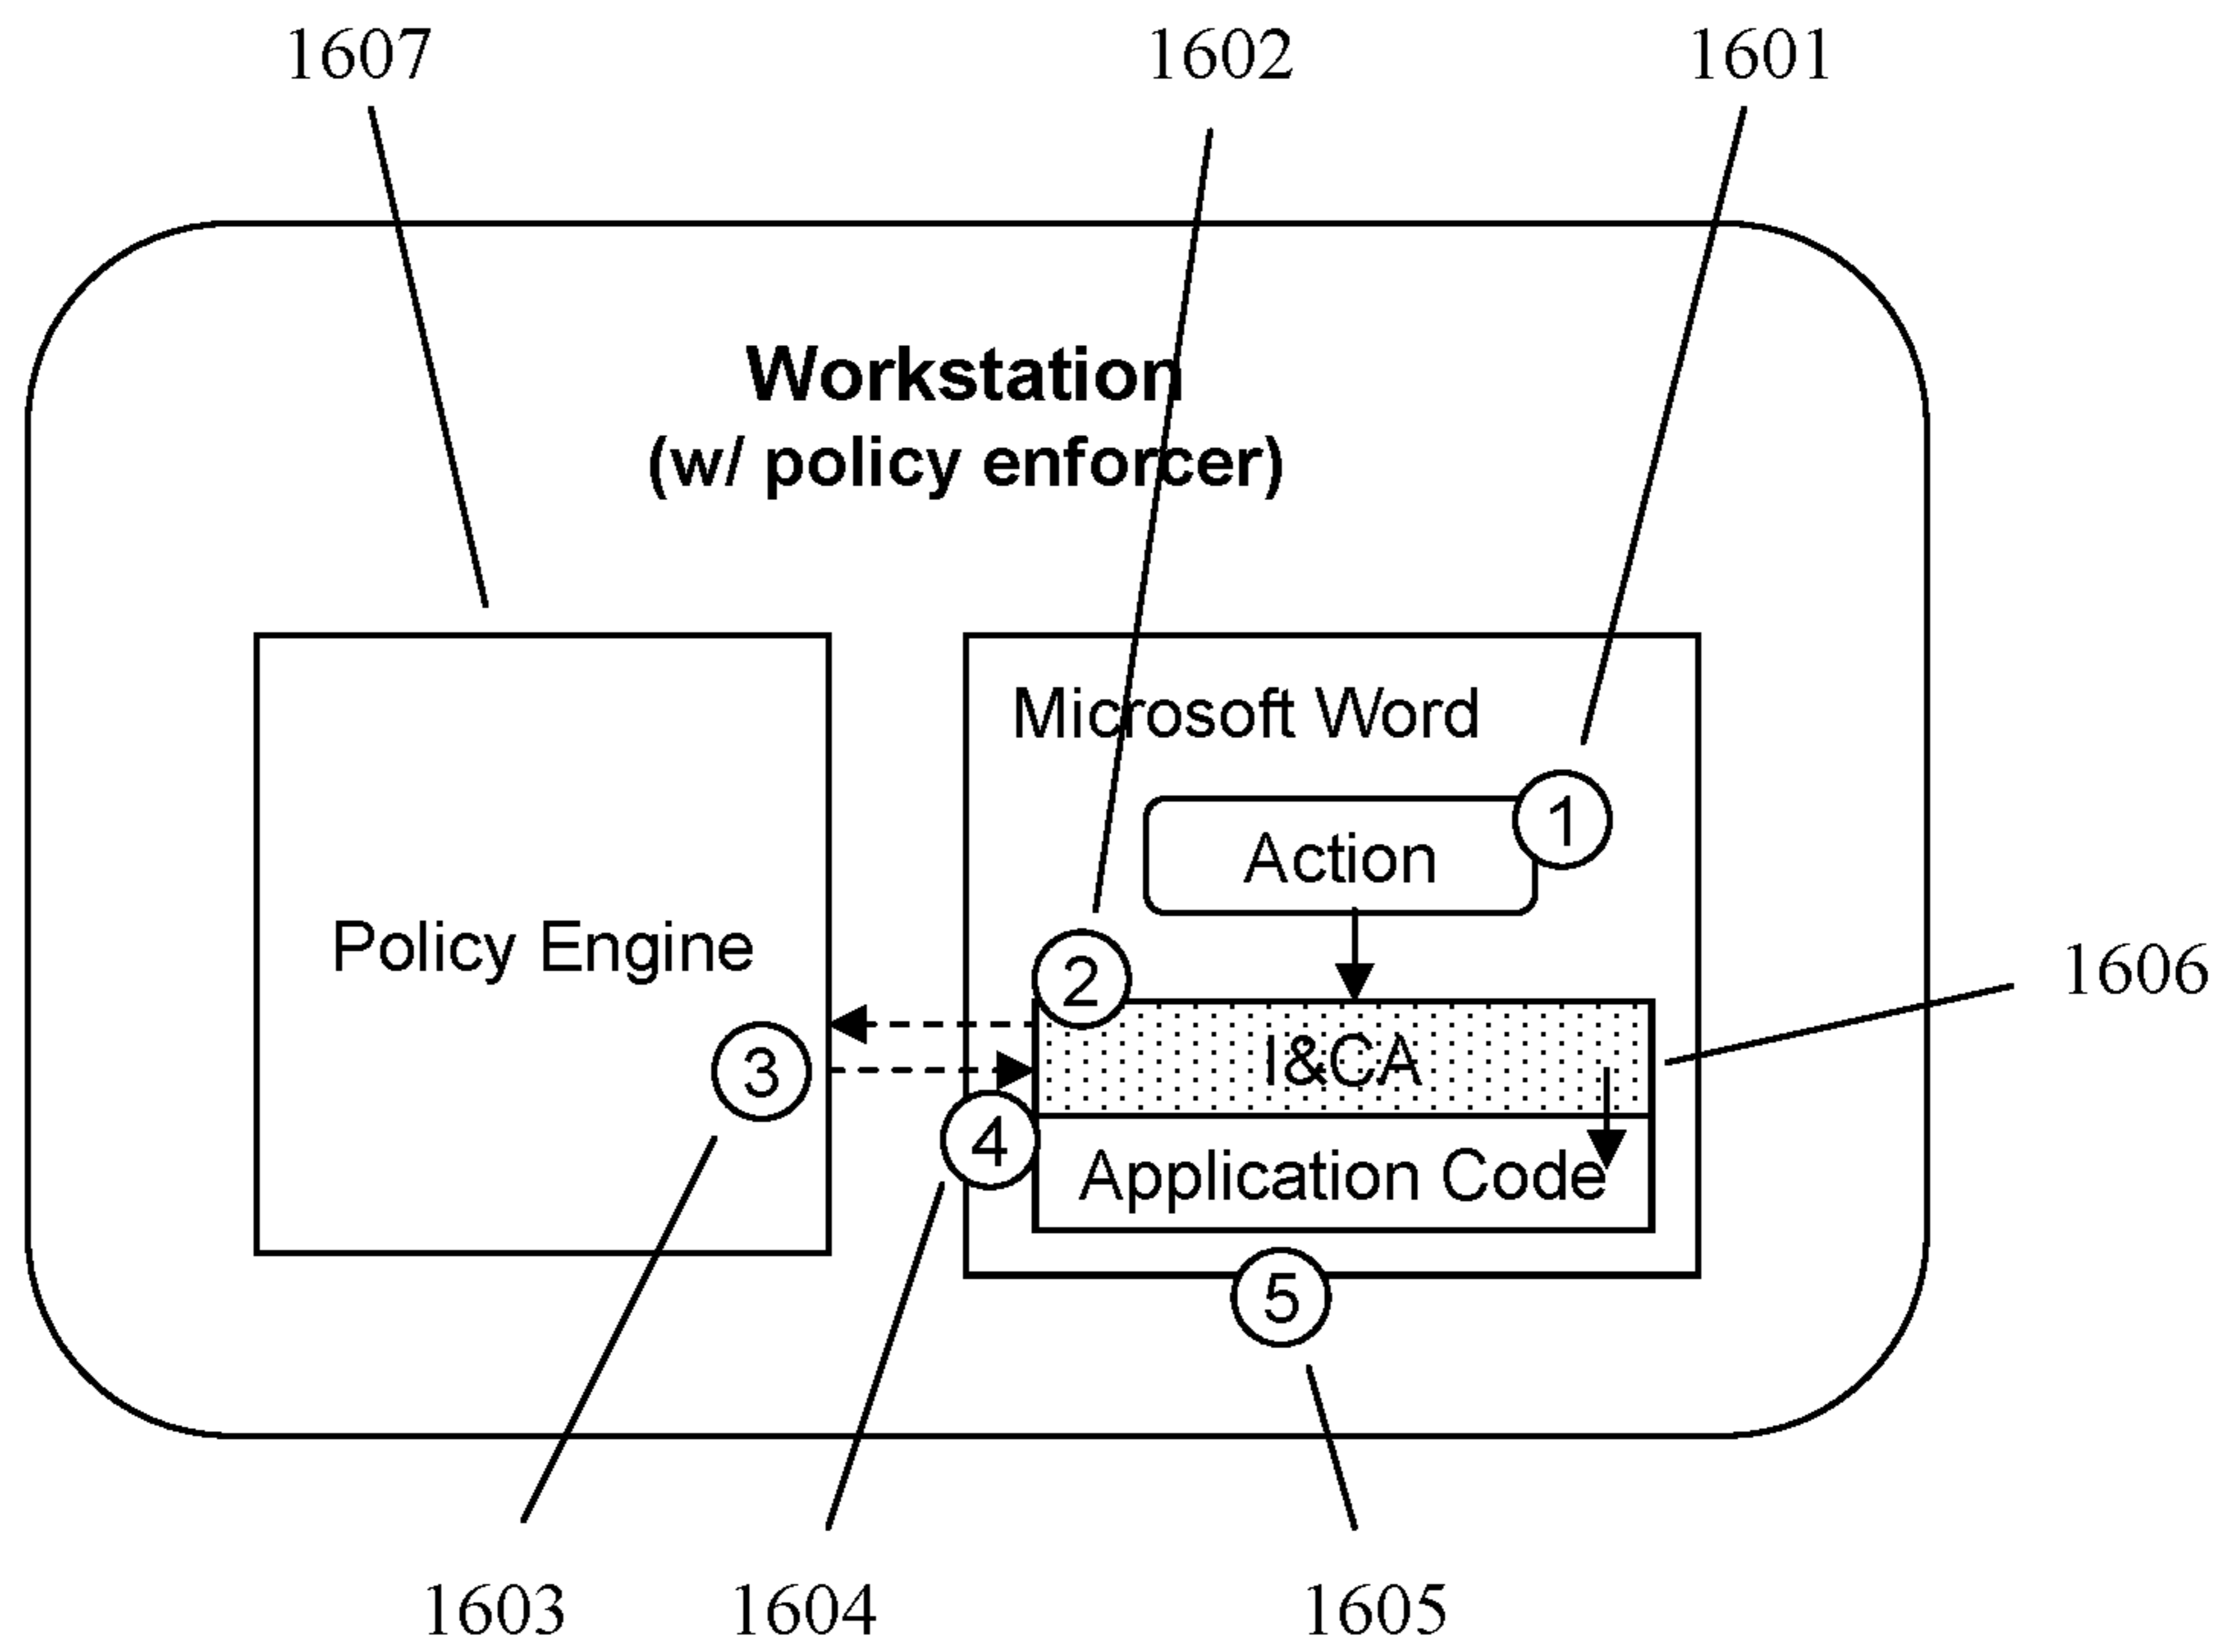 1607
1602
1601
Workstation
(w/ policy enforcer)
Microsoft Word
1
Action
Policy Engine
2
1606
I&CA
3
4
Application Code
5
1603
1604
1605